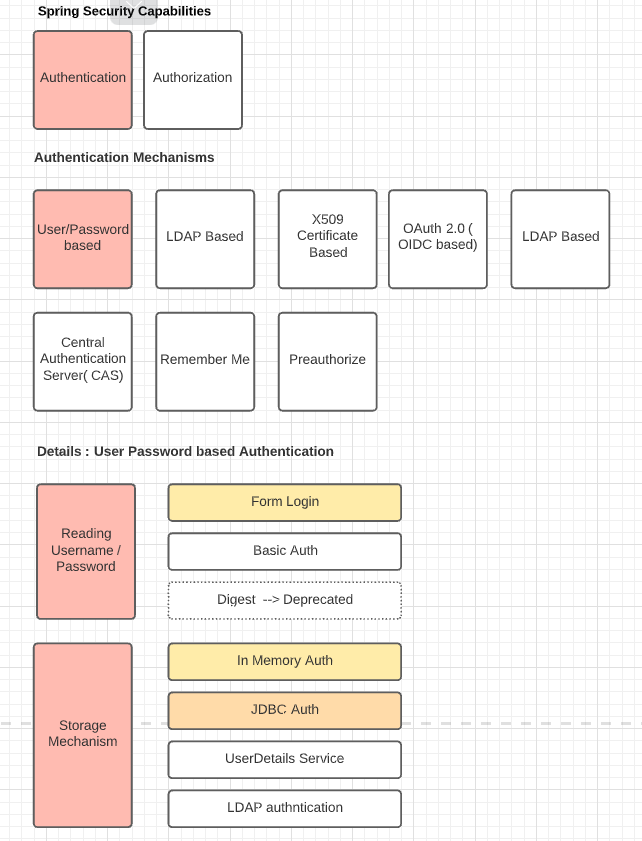 Spring Security Capabilities
Authentication
Authorization
Authentication Mechanisms
User/Password
based
LDAP Based
X509
Certificate
Based
OAuth 2.0 (
OIDC based)
LDAP Based
Central
Authentication
Server( CAS)
Remember Me
Preauthorize
Details : User Password based Authentication
Reading
Username /
Password
Form Login
Basic Auth
Digest --> Deprecated
Storage
Mechanism
In Memory Auth
JDBC Auth
UserDetails Service
LDAP authntication